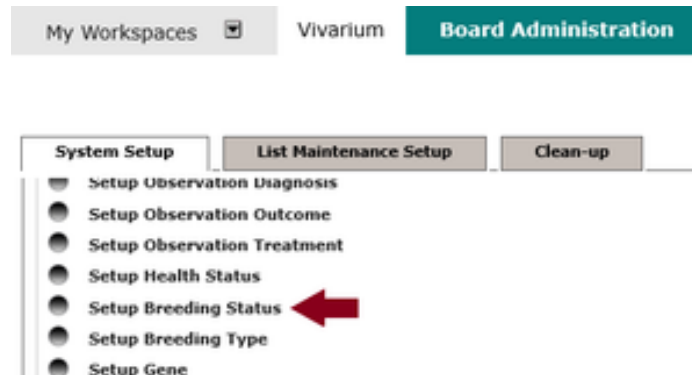 My Workspaces Vivarium Board Administration
System Setup List Maintenance Setup Clean-up
Setup Observation Diagnosis
Setup Observation Outcome
Setup Observation Treatment
Setup Health Status
Setup Breeding Status
Setup Breeding Type
Setup Gene